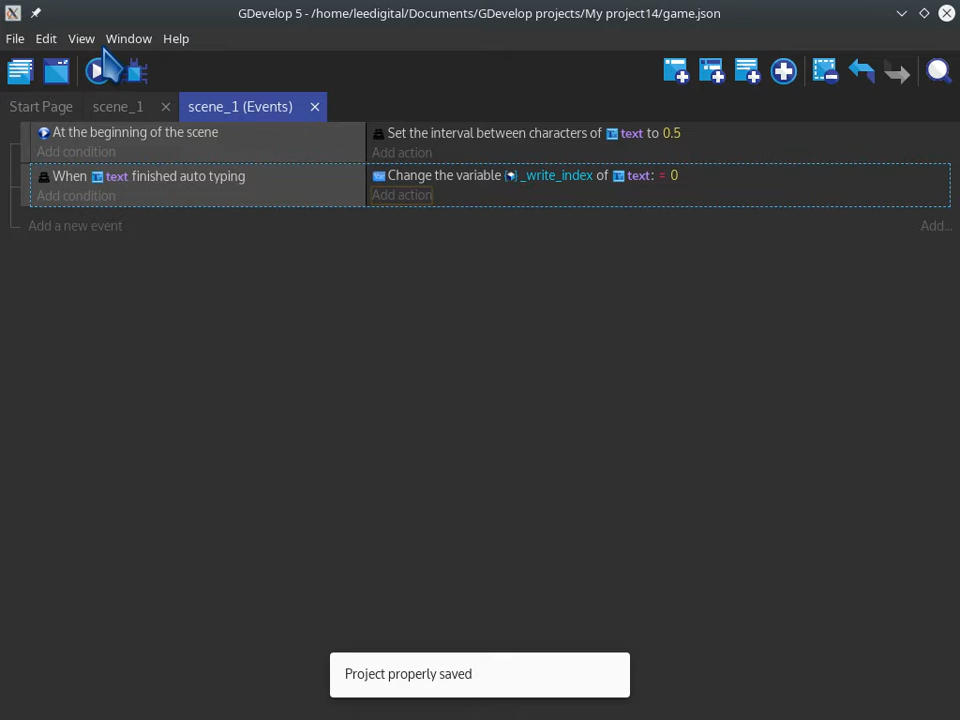 GDevelop 5 - /home/leedigital/Documents/GDevelop projects/My project14/game.json
File Edit View Window Help
Start Page scene_1 scene_1 (Events)
At the beginning of the scene
Add condition
Set the interval between characters of text to 0.5
Add action
When text finished auto typing
Add condition
Change the variable _write_index of text: = 0
Add action
Add a new event
Add...
Project properly saved